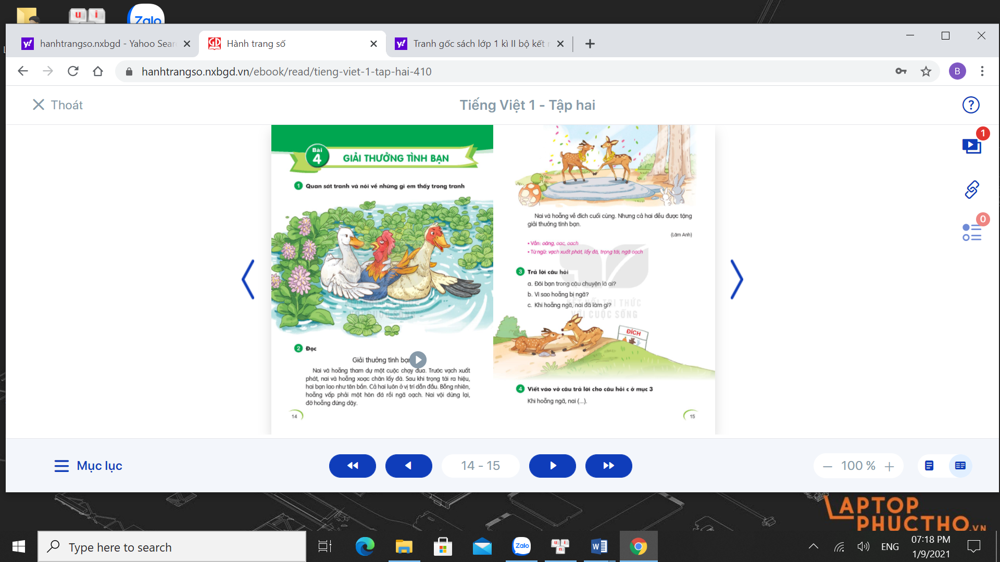 u i
Zalo
hanhtrangso.nxbgd - Yahoo Sear
Hành trang số
Tranh gốc sách lớp 1 kì II bộ kết
hanhtrangso.nxbgd.vn/ebook/read/tieng-viet-1-tap-hai-410
B
Thoát
Tiếng Việt 1 - Tập hai
?
1
0
Bài
4
GIẢI THƯỞNG TÌNH BẠN
1 Quan sát tranh và nói về những gì em thấy trong tranh
2 Đọc
Giải thưởng tình bạn
Nai và hoẵng tham dự một cuộc chạy đua. Trước vạch xuất
phát, nai và hoẵng xoạc chân lấy đà. Sau khi trọng tài ra hiệu,
hai bạn lao như tên bắn. Cả hai luôn ở vị trí dẫn đầu. Bỗng nhiên,
hoẵng vấp phải một hòn đá rồi ngã oạch. Nai vội dừng lại,
đỡ hoẵng đứng dậy.
14
Nai và hoẵng về đích cuối cùng. Nhưng cả hai đều được tặng
giải thưởng tình bạn.
(Lâm Anh)
• Vần: oăng, oac, oach
• Từ ngữ: vạch xuất phát, lấy đà, trọng tài, ngã oạch
3 Trả lời câu hỏi
a. Đôi bạn trong câu chuyện là ai?
b. Vì sao hoẵng bị ngã?
c. Khi hoẵng ngã, nai đã làm gì?
KẾT NỐI TRI THỨC
VỚI CUỘC SỐNG
ĐÍCH
4 Viết vào vở câu trả lời cho câu hỏi c ở mục 3
Khi hoẵng ngã, nai (...).
15
Mục lục
14 - 15
100 %
LAPTOP
PHUCTHO.VN
Type here to search
Zalo
u i
n
W
ENG
07:18 PM
1/9/2021